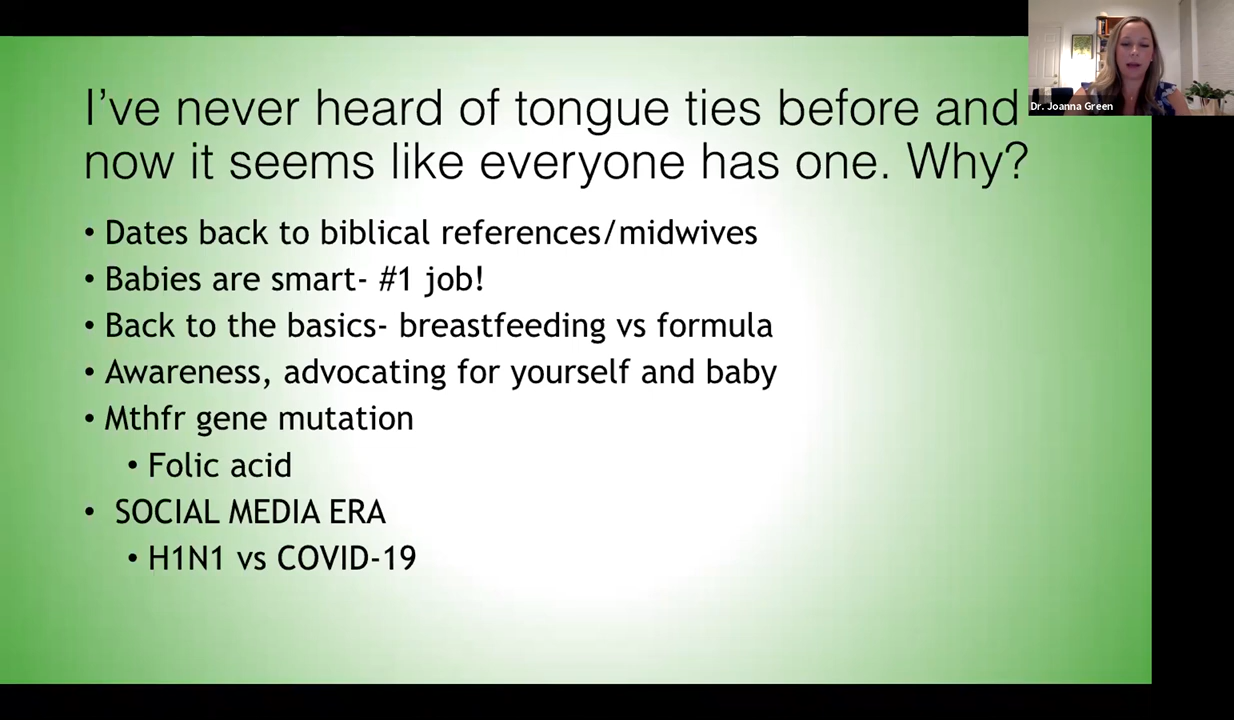 I've never heard of tongue ties before and
now it seems like everyone has one. Why?
Dr. Joanna Green
• Dates back to biblical references/midwives
• Babies are smart- #1 job!
• Back to the basics- breastfeeding vs formula
• Awareness, advocating for yourself and baby
• Mthfr gene mutation
• Folic acid
• SOCIAL MEDIA ERA
• H1N1 vs COVID-19